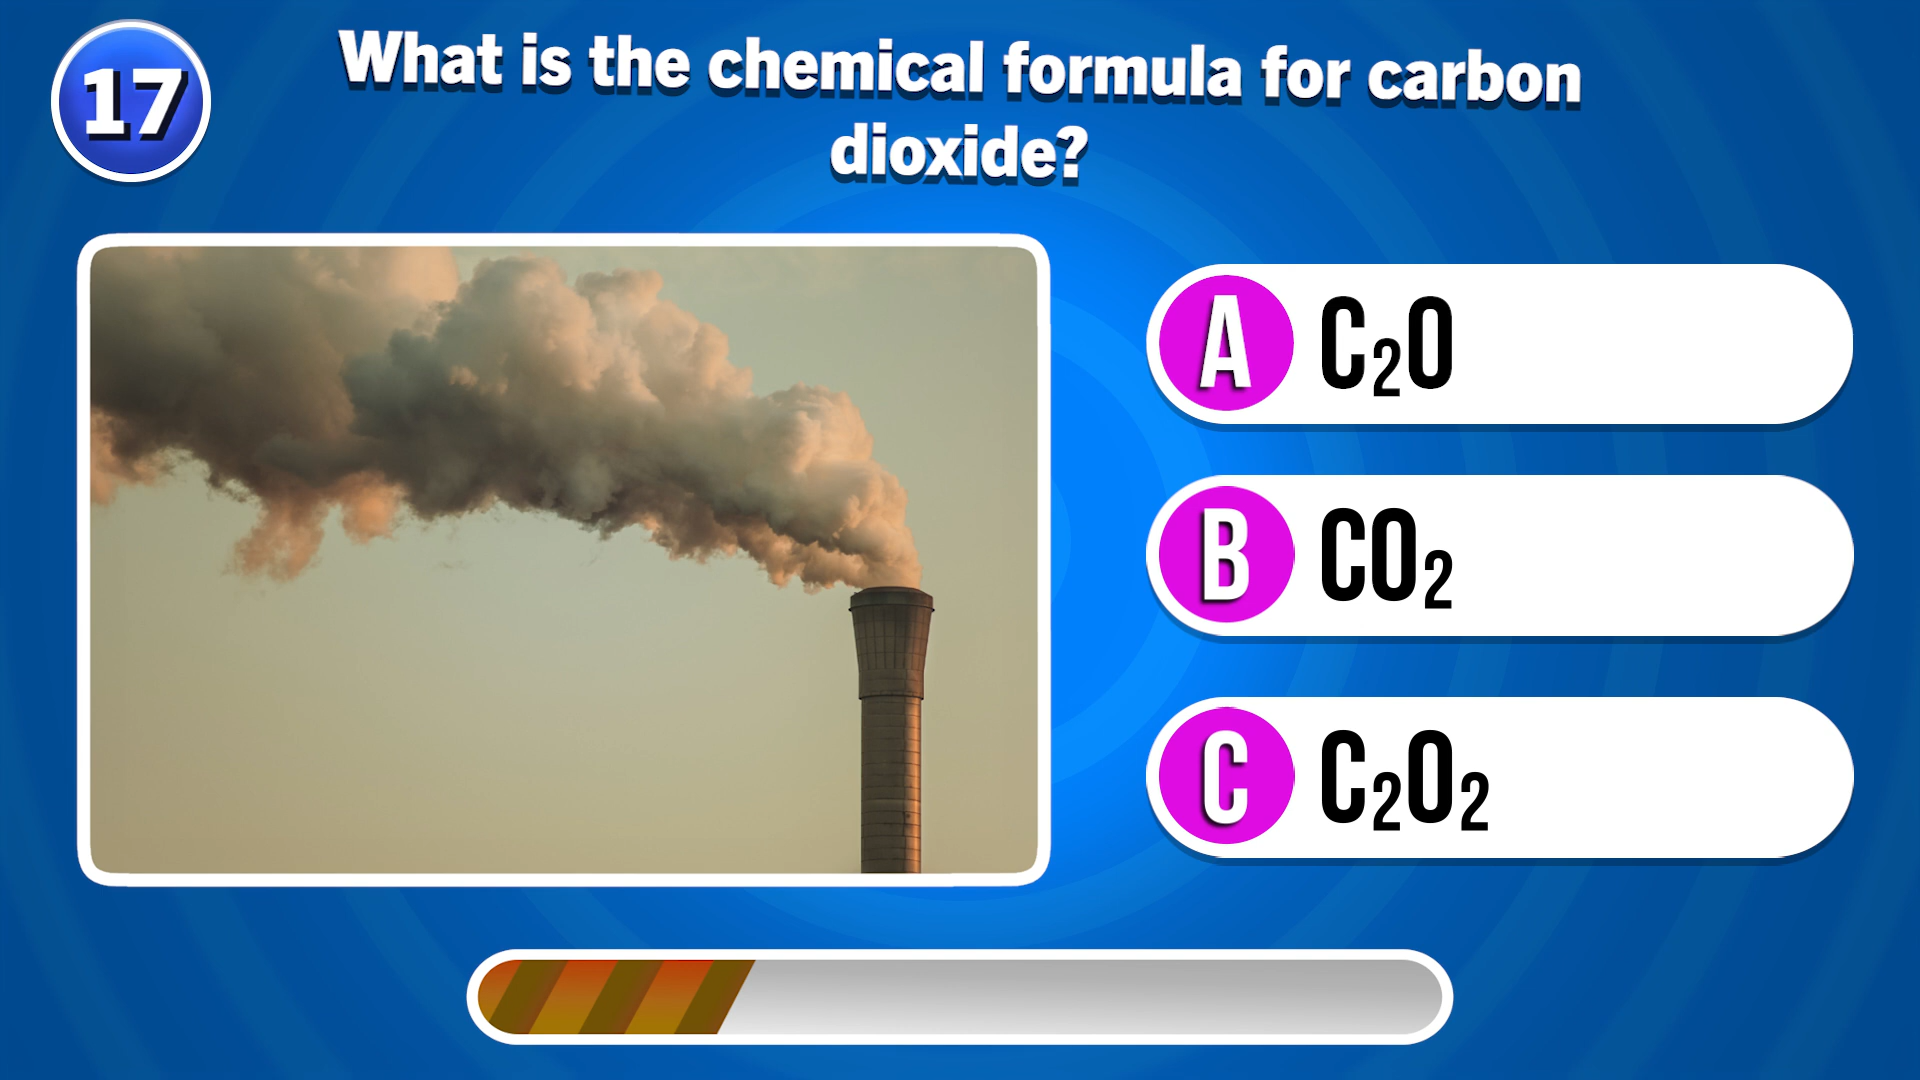 17
What is the chemical formula for carbon
dioxide?
A C₂O
B CO₂
C C₂O₂